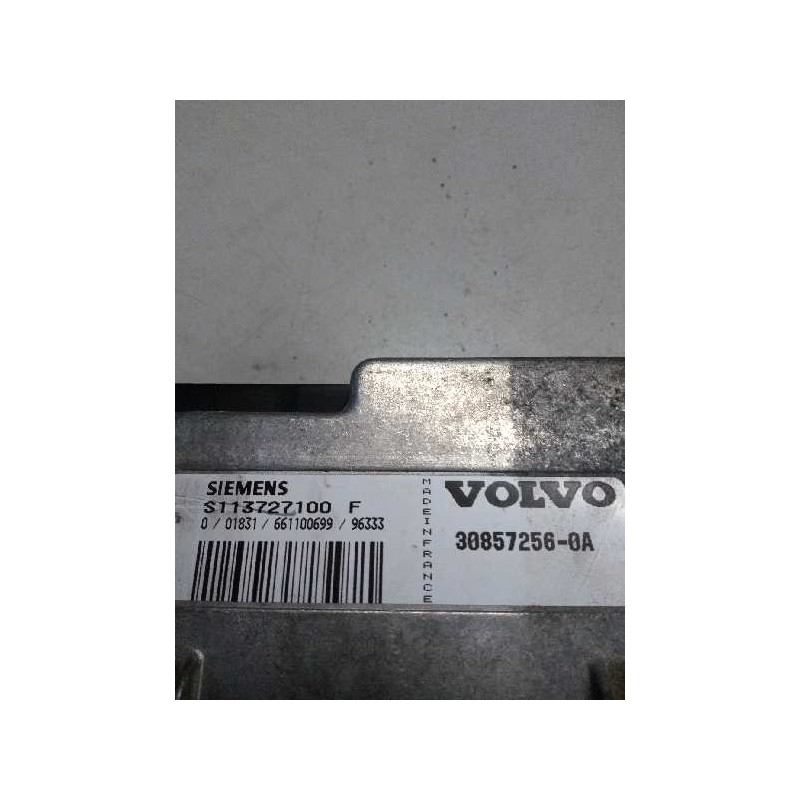 SIEMENS
S113727100 F
0 / 01831 / 661100699 / 96333
MADEINFRANCE
VOLVO
30857256-0A